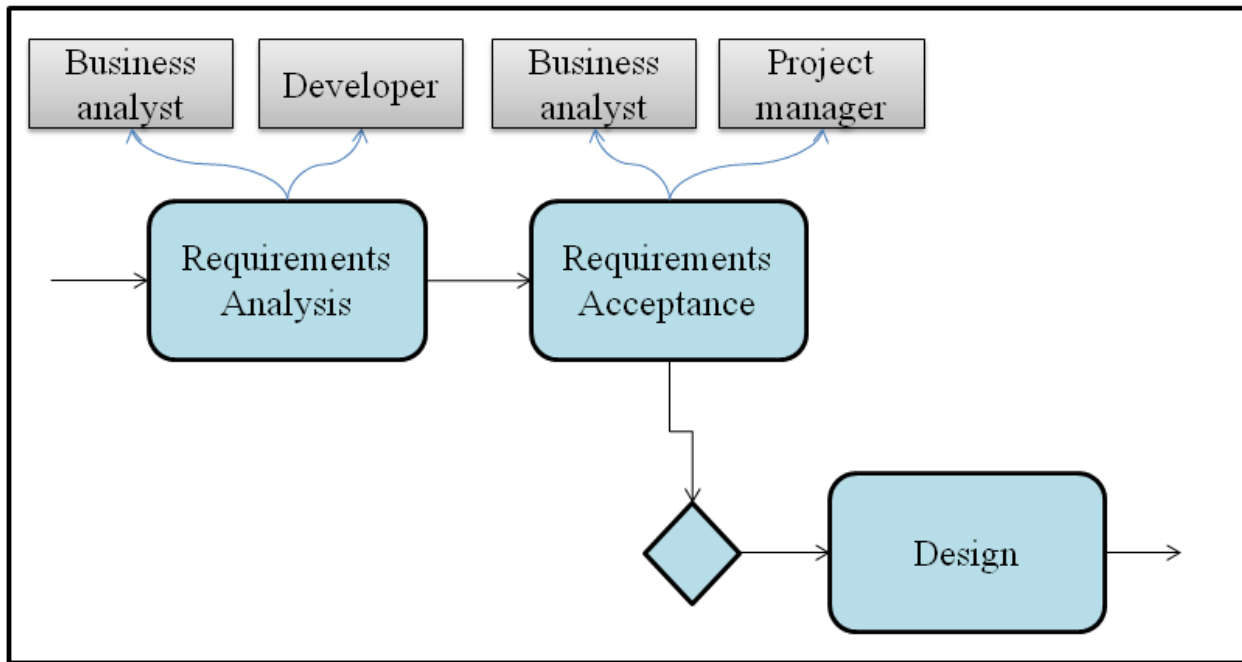 Business
analyst
Developer
Business
analyst
Project
manager
Requirements
Analysis
Requirements
Acceptance
Design